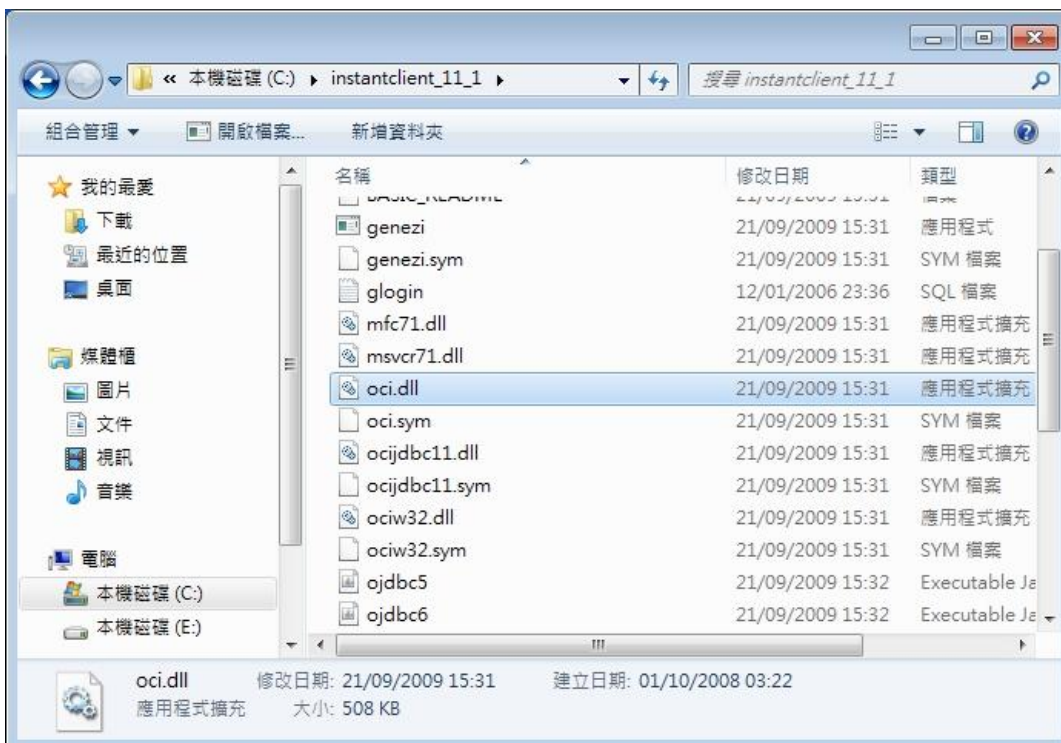 « 本機磁碟 (C:) ▸ instantclient_11_1 ▸ 搜尋 instantclient_11_1
組合管理 ▼ 開啟檔案... 新增資料夾
我的最愛
下載
最近的位置
桌面
媒體櫃
圖片
文件
視訊
音樂
電腦
本機磁碟 (C:)
本機磁碟 (E:)
名稱 修改日期 類型
BASIC_README 21/09/2009 15:31 檔案
genezi 21/09/2009 15:31 應用程式
genezi.sym 21/09/2009 15:31 SYM 檔案
glogin 12/01/2006 23:36 SQL 檔案
mfc71.dll 21/09/2009 15:31 應用程式擴充
msvcr71.dll 21/09/2009 15:31 應用程式擴充
oci.dll 21/09/2009 15:31 應用程式擴充
oci.sym 21/09/2009 15:31 SYM 檔案
ocijdbc11.dll 21/09/2009 15:31 應用程式擴充
ocijdbc11.sym 21/09/2009 15:31 SYM 檔案
ociw32.dll 21/09/2009 15:31 應用程式擴充
ociw32.sym 21/09/2009 15:31 SYM 檔案
ojdbc5 21/09/2009 15:32 Executable Ja
ojdbc6 21/09/2009 15:32 Executable Ja
oci.dll 修改日期: 21/09/2009 15:31 建立日期: 01/10/2008 03:22
應用程式擴充 大小: 508 KB